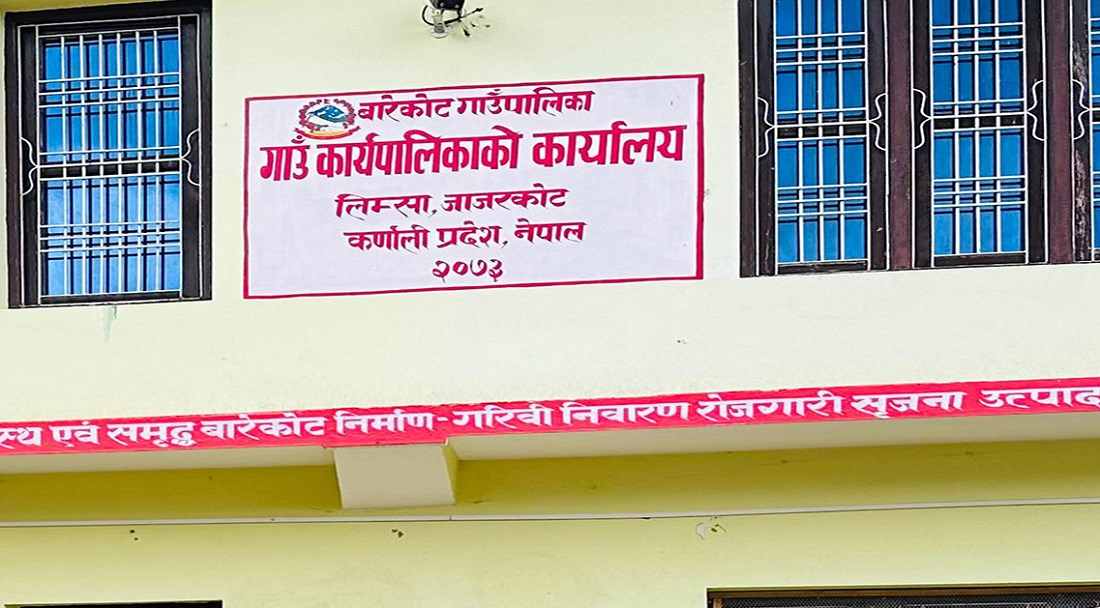 बारेकोट गाउँपालिका
गाउँ कार्यपालिकाको कार्यालय
लिम्सा, जाजरकोट
कर्णाली प्रदेश, नेपाल
२०७३
स्थ एवं समृद्ध बारेकोट निर्माण-गरिवी निवारण रोजगारी सृजना उत्पाद